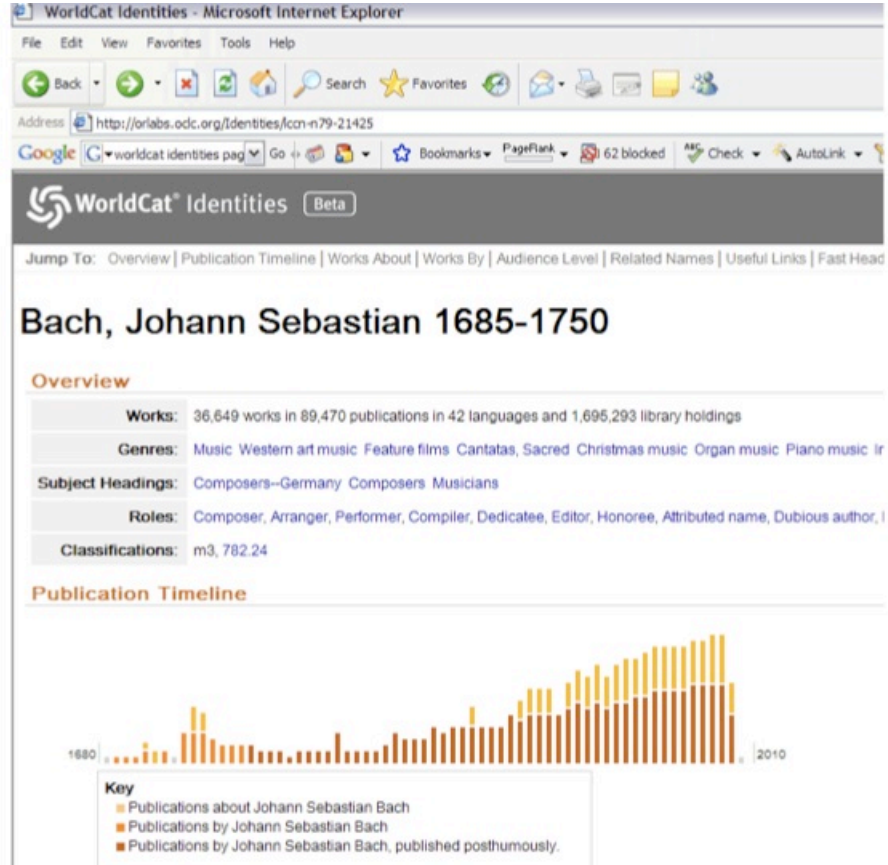 WorldCat Identities - Microsoft Internet Explorer
File Edit View Favorites Tools Help
Back Search Favorites
Address http://orlabs.oclc.org/Identities/lccn-n79-21425
Google G worldcat identities pag Go Bookmarks PageRank 62 blocked ABC Check AutoLink
WorldCat® Identities Beta
Jump To: Overview | Publication Timeline | Works About | Works By | Audience Level | Related Names | Useful Links | Fast Head
Bach, Johann Sebastian 1685-1750
Overview
Works: 36,649 works in 89,470 publications in 42 languages and 1,695,293 library holdings
Genres: Music Western art music Feature films Cantatas, Sacred Christmas music Organ music Piano music
Subject Headings: Composers--Germany Composers Musicians
Roles: Composer, Arranger, Performer, Compiler, Dedicatee, Editor, Honoree, Attributed name, Dubious author,
Classifications: m3, 782.24
Publication Timeline
1680 2010
Key
Publications about Johann Sebastian Bach
Publications by Johann Sebastian Bach
Publications by Johann Sebastian Bach, published posthumously.